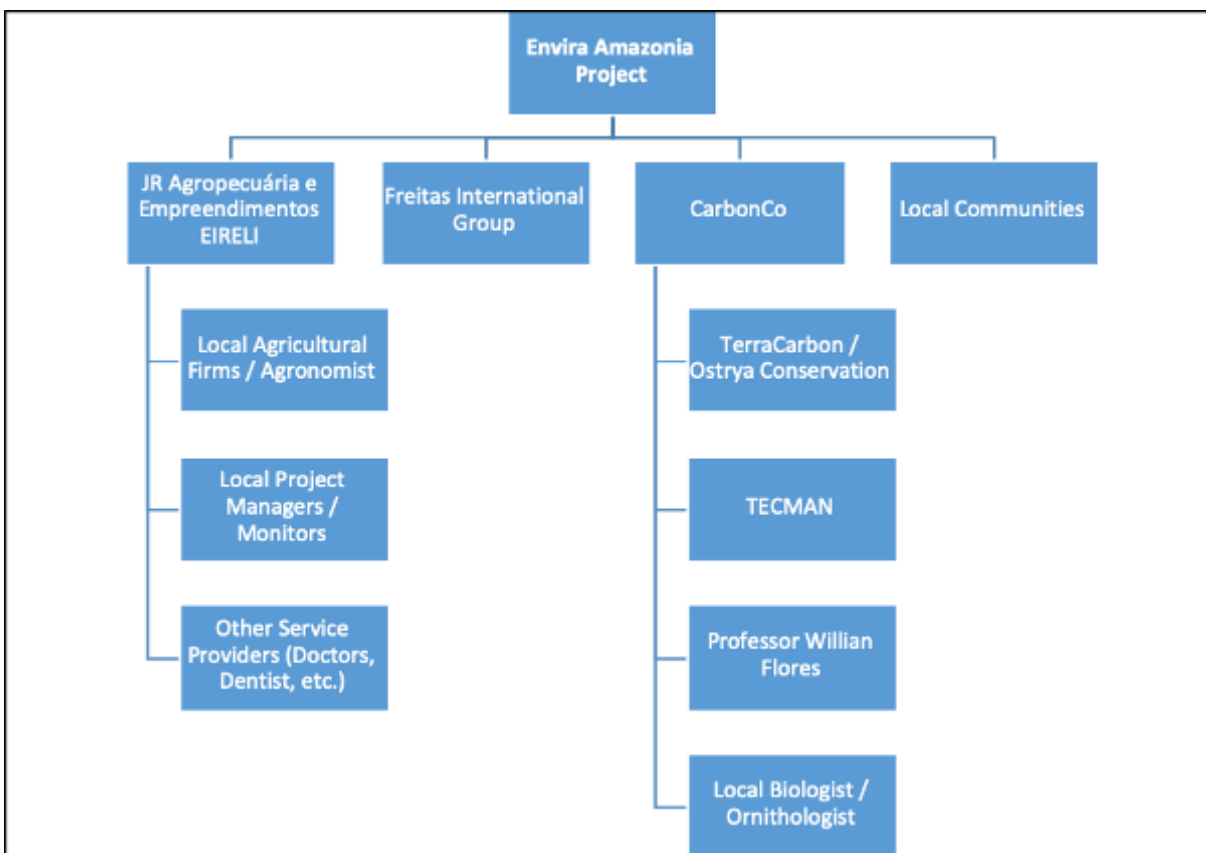 Envira Amazonia
Project
JR Agropecuária e
Empreendimentos
EIRELI
Freitas International
Group
CarbonCo
Local Communities
Local Agricultural
Firms / Agronomist
Local Project
Managers /
Monitors
Other Service
Providers (Doctors,
Dentist, etc.)
TerraCarbon /
Ostrya Conservation
TECMAN
Professor Willian
Flores
Local Biologist /
Ornithologist